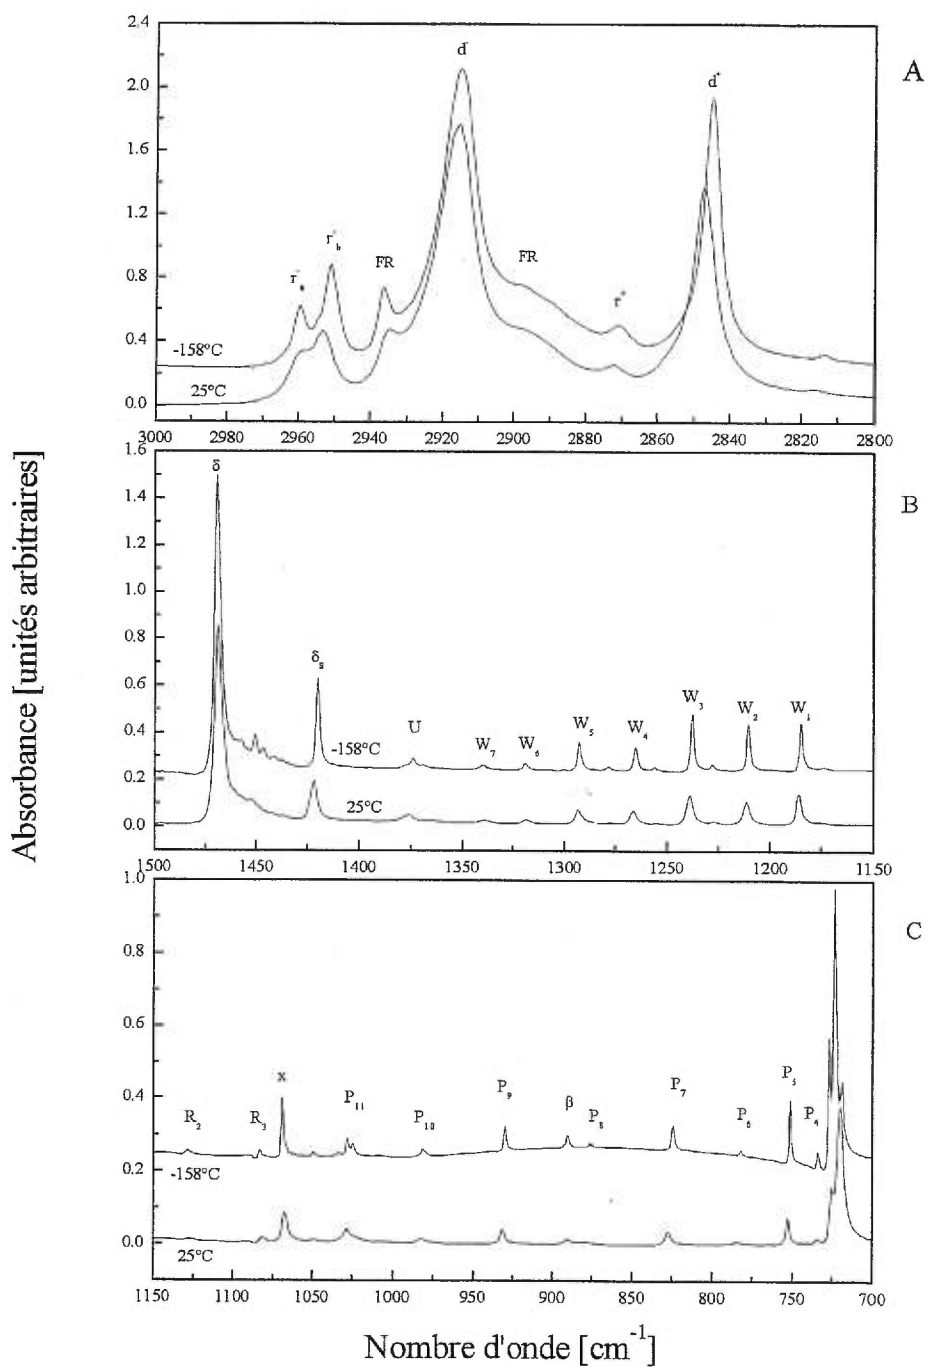 A
2.4
2.0
1.6
1.2
0.8
0.4
0.0
d⁻
d⁺
r⁻ₐ
r⁻_b
FR
FR
r⁺
-158°C
25°C
3000 2980 2960 2940 2920 2900 2880 2860 2840 2820 2800
B
1.6
1.4
1.2
1.0
0.8
0.6
0.4
0.2
0.0
δ
δₛ
U
W₇
W₆
W₅
W₄
W₃
W₂
W₁
-158°C
25°C
1500 1450 1400 1350 1300 1250 1200 1150
C
1.0
0.8
0.6
0.4
0.2
0.0
R₂
R₃
x
P₁₁
P₁₀
P₉
β
P₈
P₇
P₆
P₅
P₄
-158°C
25°C
1150 1100 1050 1000 950 900 850 800 750 700
Absorbance [unités arbitraires]
Nombre d'onde [cm⁻¹]